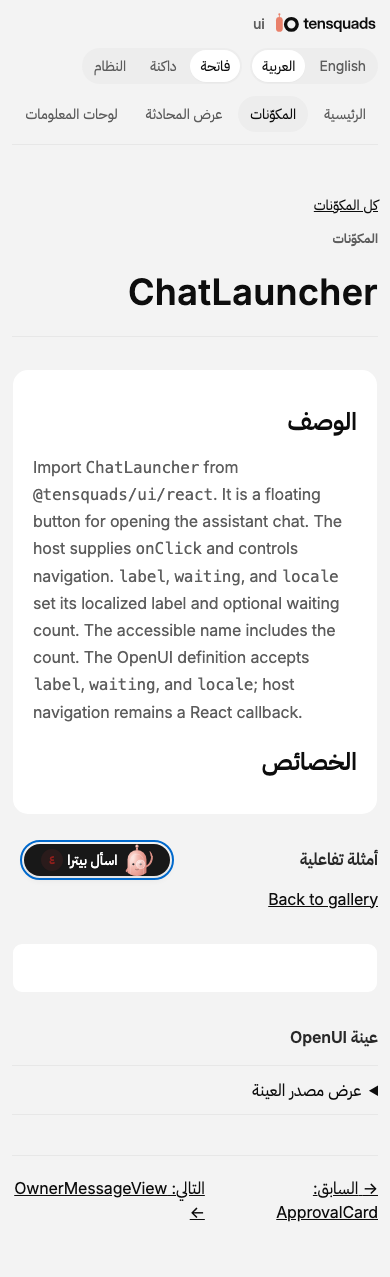 tensquads ui
English العربية فاتحة داكنة النظام
الرئيسية المكوّنات عرض المحادثة لوحات المعلومات
كل المكوّنات
المكوّنات
ChatLauncher
الوصف
Import ChatLauncher from
@tensquads/ui/react. It is a floating
button for opening the assistant chat. The
host supplies onClick and controls
navigation. label, waiting, and locale
set its localized label and optional waiting
count. The accessible name includes the
count. The OpenUI definition accepts
label, waiting, and locale; host
navigation remains a React callback.
الخصائص
أمثلة تفاعلية
اسأل بيترا ٤
Back to gallery
عينة OpenUI
عرض مصدر العينة
→ السابق:
ApprovalCard
التالي: OwnerMessageView
←